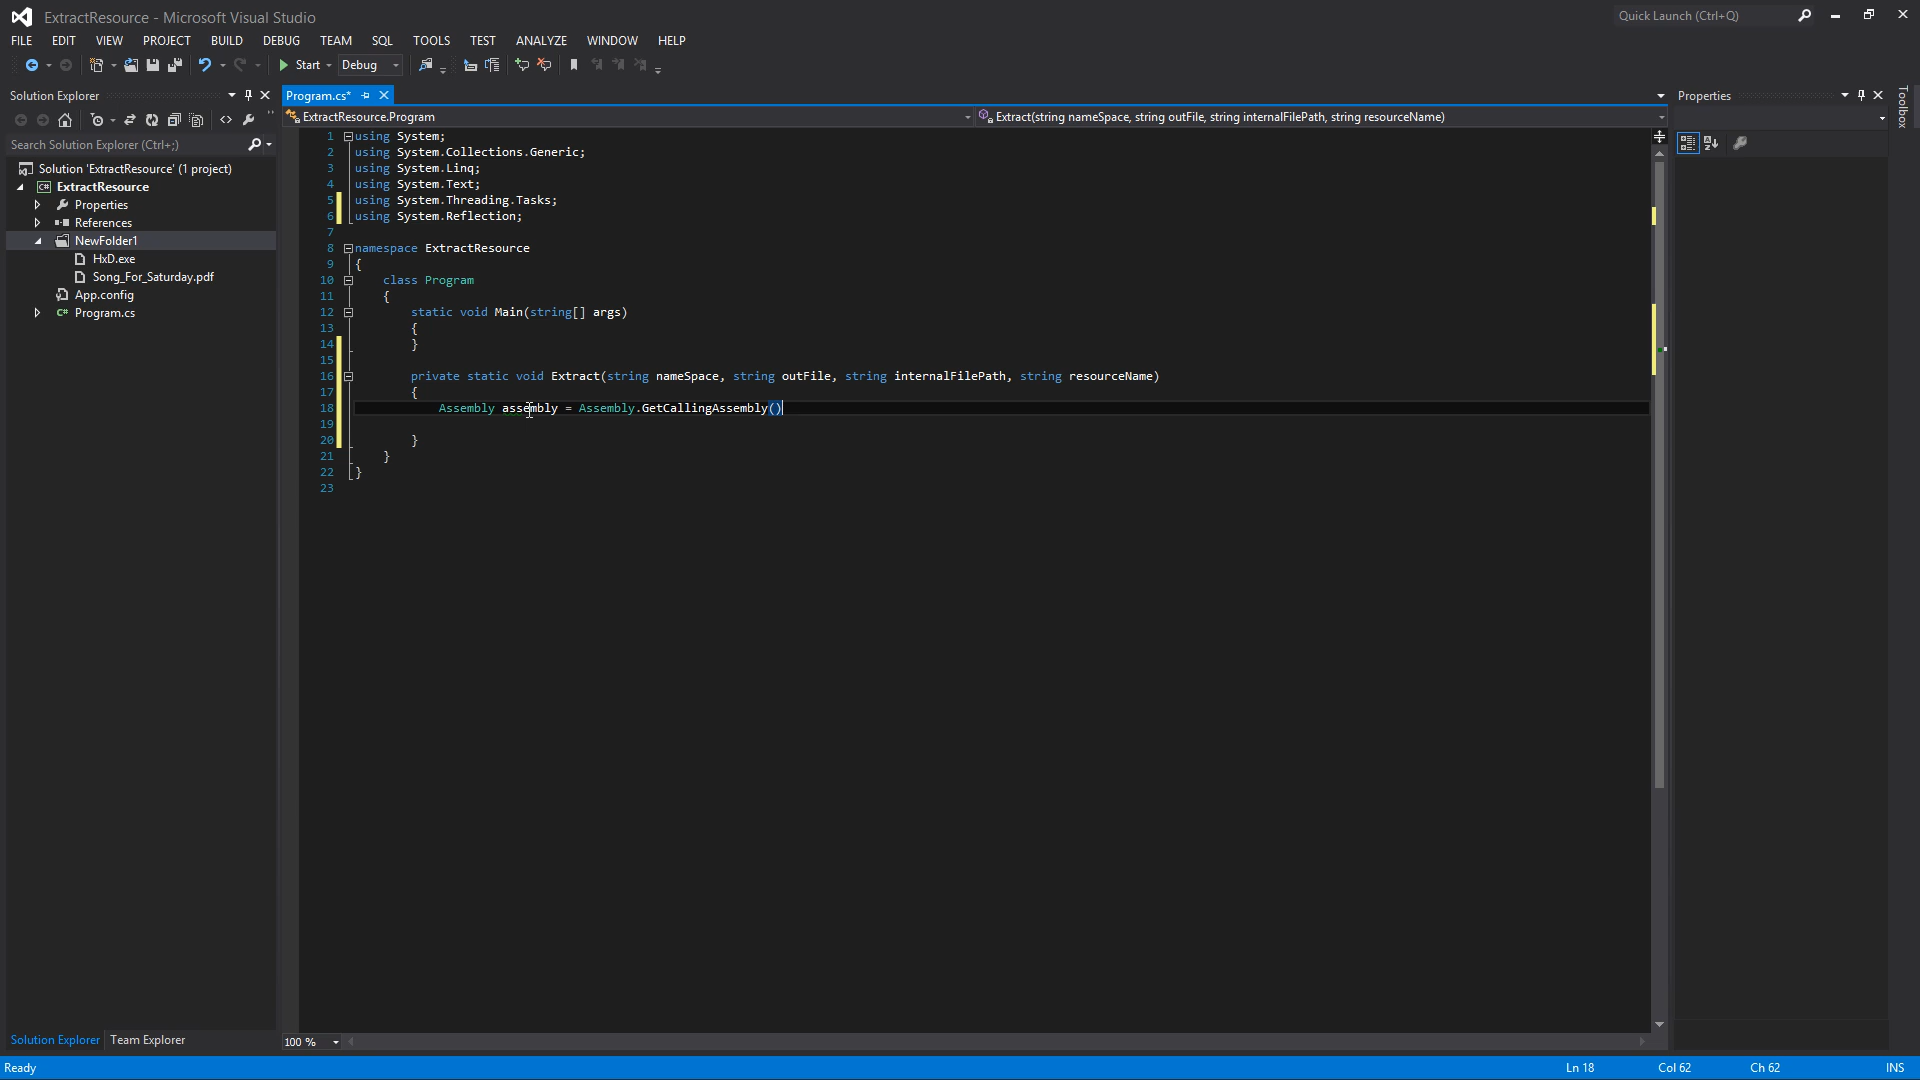 ExtractResource - Microsoft Visual Studio
Quick Launch (Ctrl+Q)
FILE EDIT VIEW PROJECT BUILD DEBUG TEAM SQL TOOLS TEST ANALYZE WINDOW HELP
Start Debug
Solution Explorer
Search Solution Explorer (Ctrl+;)
Solution 'ExtractResource' (1 project)
C# ExtractResource
Properties
References
NewFolder1
HxD.exe
Song_For_Saturday.pdf
App.config
C# Program.cs
Solution Explorer Team Explorer
Program.cs*
ExtractResource.Program
Extract(string nameSpace, string outFile, string internalFilePath, string resourceName)
1 using System;
2 using System.Collections.Generic;
3 using System.Linq;
4 using System.Text;
5 using System.Threading.Tasks;
6 using System.Reflection;
7
8 namespace ExtractResource
9 {
10 class Program
11 {
12 static void Main(string[] args)
13 {
14 }
15
16 private static void Extract(string nameSpace, string outFile, string internalFilePath, string resourceName)
17 {
18 Assembly assembly = Assembly.GetCallingAssembly()
19
20 }
21 }
22 }
23
100 %
Properties
Toolbox
Ready
Ln 18 Col 62 Ch 62 INS